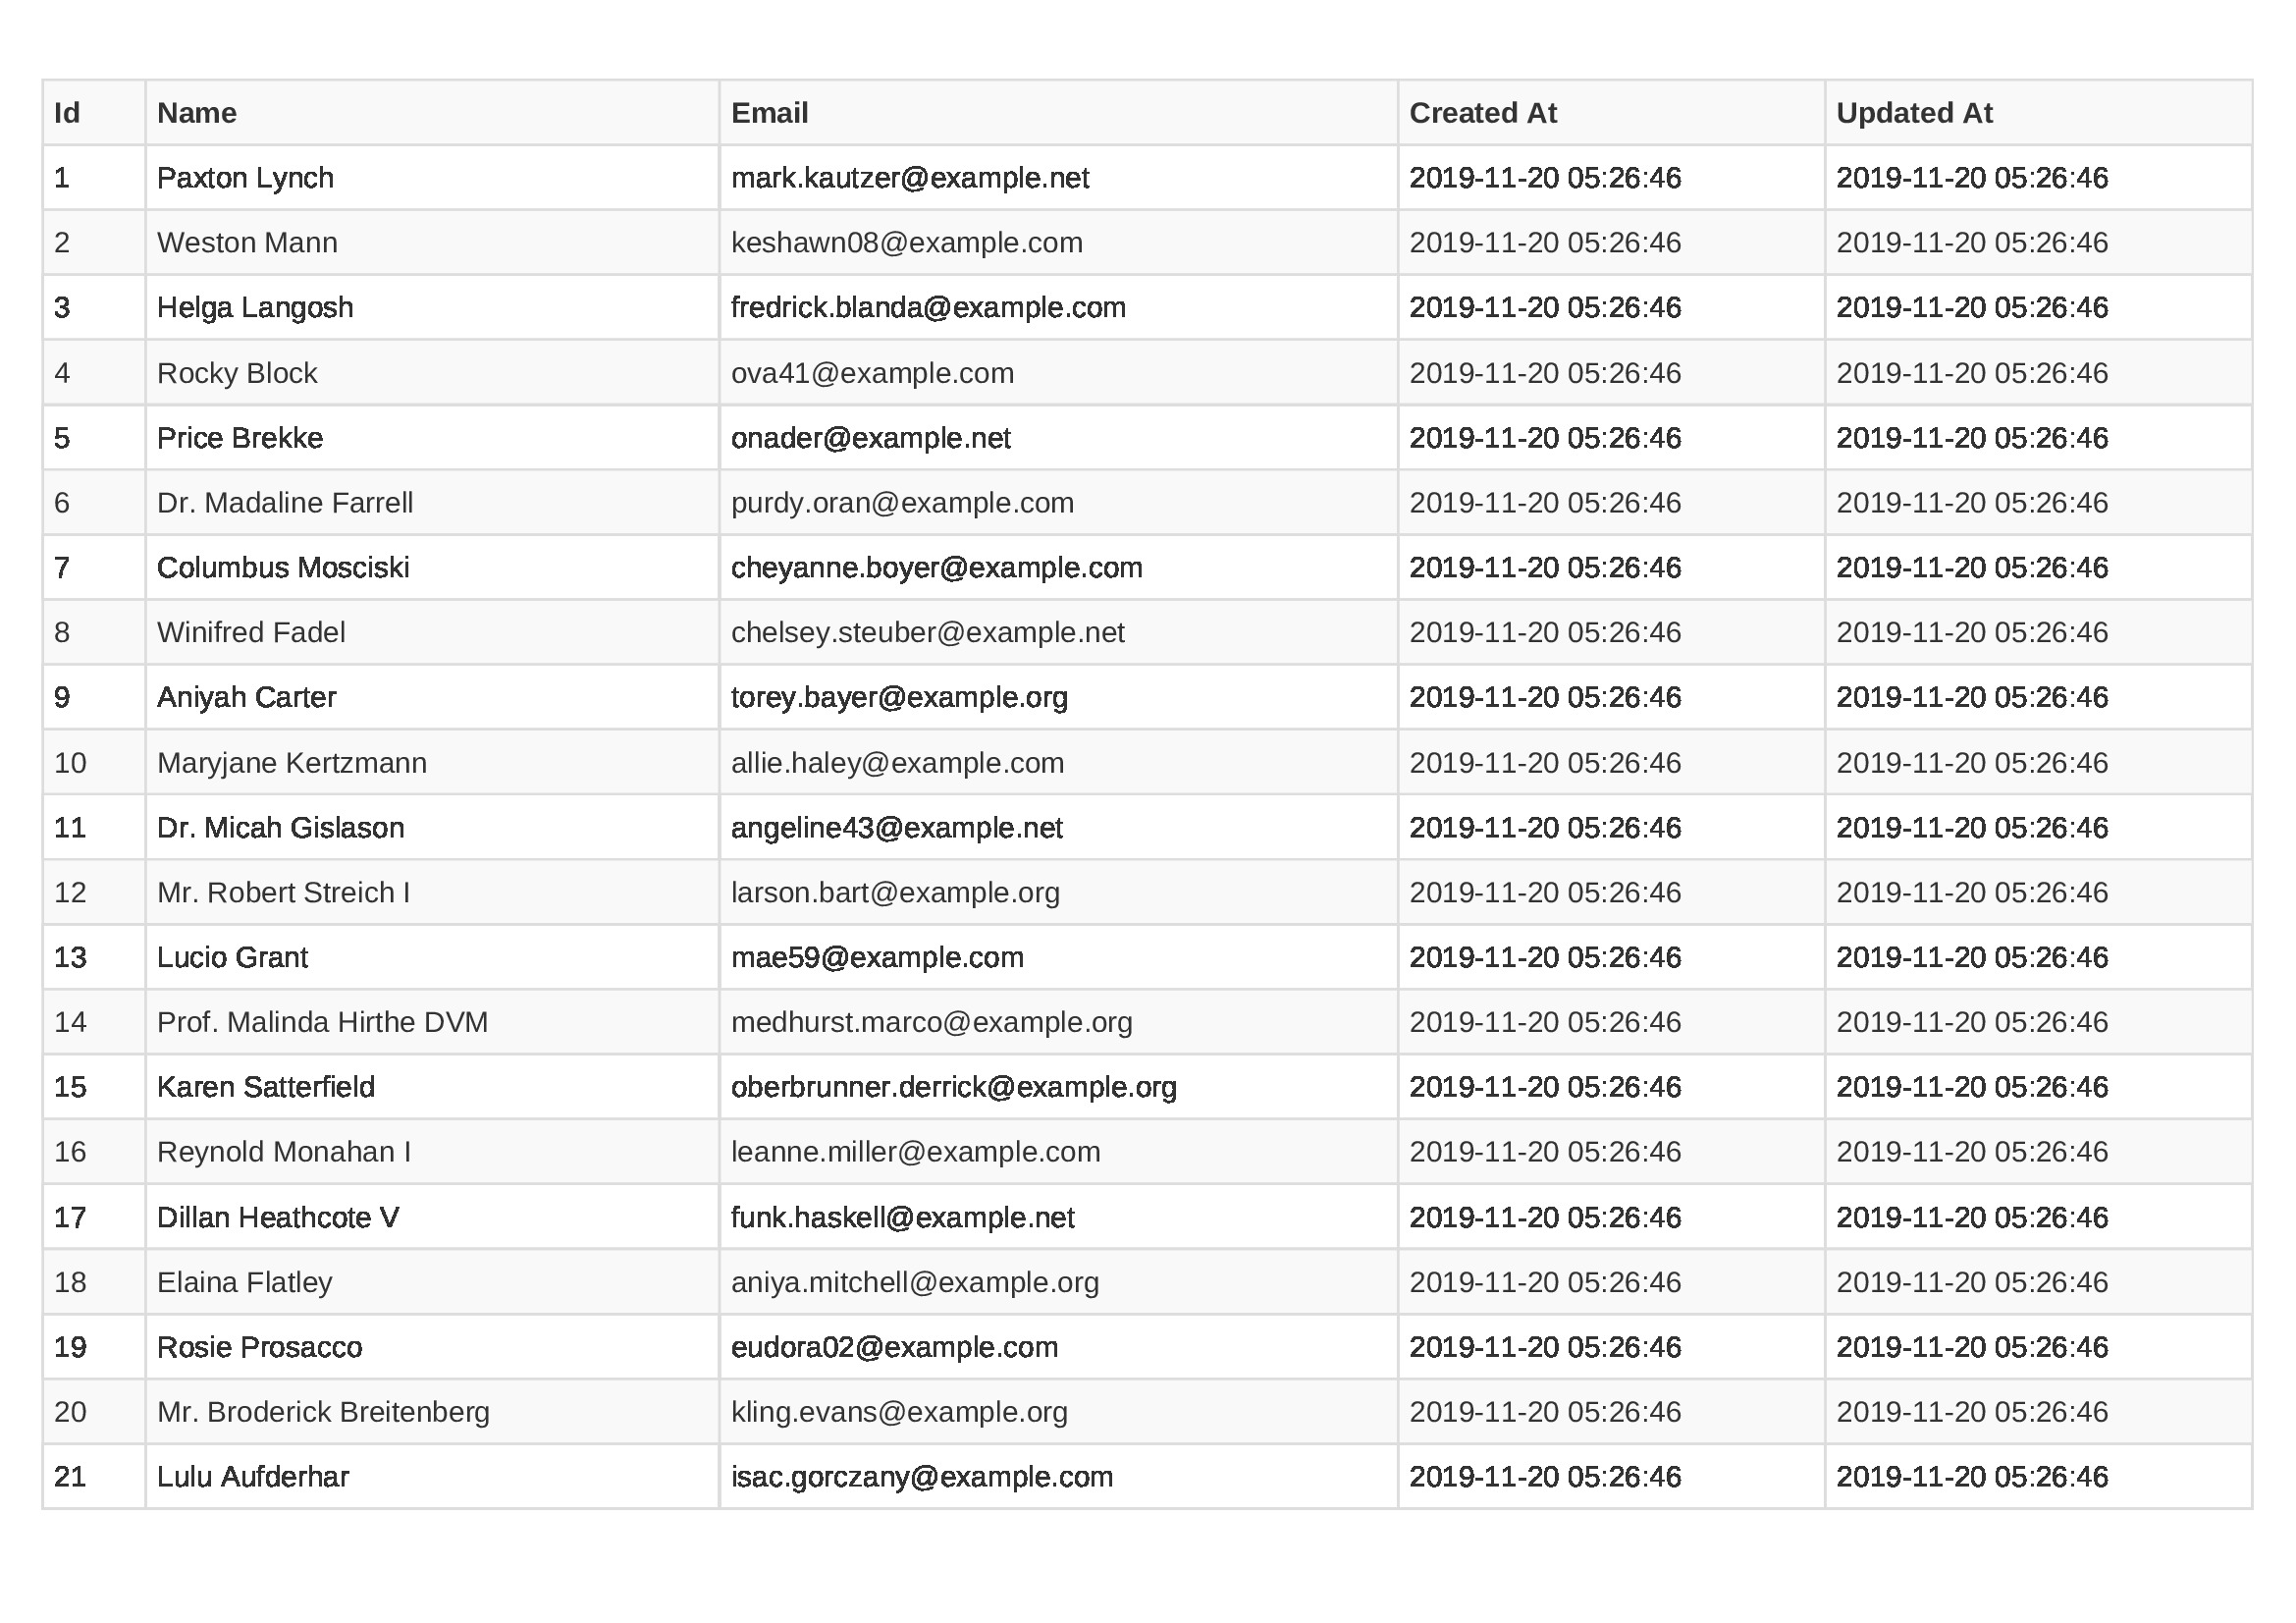 Id Name Email Created At Updated At
1 Paxton Lynch mark.kautzer@example.net 2019-11-20 05:26:46 2019-11-20 05:26:46
2 Weston Mann keshawn08@example.com 2019-11-20 05:26:46 2019-11-20 05:26:46
3 Helga Langosh fredrick.blanda@example.com 2019-11-20 05:26:46 2019-11-20 05:26:46
4 Rocky Block ova41@example.com 2019-11-20 05:26:46 2019-11-20 05:26:46
5 Price Brekke onader@example.net 2019-11-20 05:26:46 2019-11-20 05:26:46
6 Dr. Madaline Farrell purdy.oran@example.com 2019-11-20 05:26:46 2019-11-20 05:26:46
7 Columbus Mosciski cheyanne.boyer@example.com 2019-11-20 05:26:46 2019-11-20 05:26:46
8 Winifred Fadel chelsey.steuber@example.net 2019-11-20 05:26:46 2019-11-20 05:26:46
9 Aniyah Carter torey.bayer@example.org 2019-11-20 05:26:46 2019-11-20 05:26:46
10 Maryjane Kertzmann allie.haley@example.com 2019-11-20 05:26:46 2019-11-20 05:26:46
11 Dr. Micah Gislason angeline43@example.net 2019-11-20 05:26:46 2019-11-20 05:26:46
12 Mr. Robert Streich I larson.bart@example.org 2019-11-20 05:26:46 2019-11-20 05:26:46
13 Lucio Grant mae59@example.com 2019-11-20 05:26:46 2019-11-20 05:26:46
14 Prof. Malinda Hirthe DVM medhurst.marco@example.org 2019-11-20 05:26:46 2019-11-20 05:26:46
15 Karen Satterfield oberbrunner.derrick@example.org 2019-11-20 05:26:46 2019-11-20 05:26:46
16 Reynold Monahan I leanne.miller@example.com 2019-11-20 05:26:46 2019-11-20 05:26:46
17 Dillan Heathcote V funk.haskell@example.net 2019-11-20 05:26:46 2019-11-20 05:26:46
18 Elaina Flatley aniya.mitchell@example.org 2019-11-20 05:26:46 2019-11-20 05:26:46
19 Rosie Prosacco eudora02@example.com 2019-11-20 05:26:46 2019-11-20 05:26:46
20 Mr. Broderick Breitenberg kling.evans@example.org 2019-11-20 05:26:46 2019-11-20 05:26:46
21 Lulu Aufderhar isac.gorczany@example.com 2019-11-20 05:26:46 2019-11-20 05:26:46